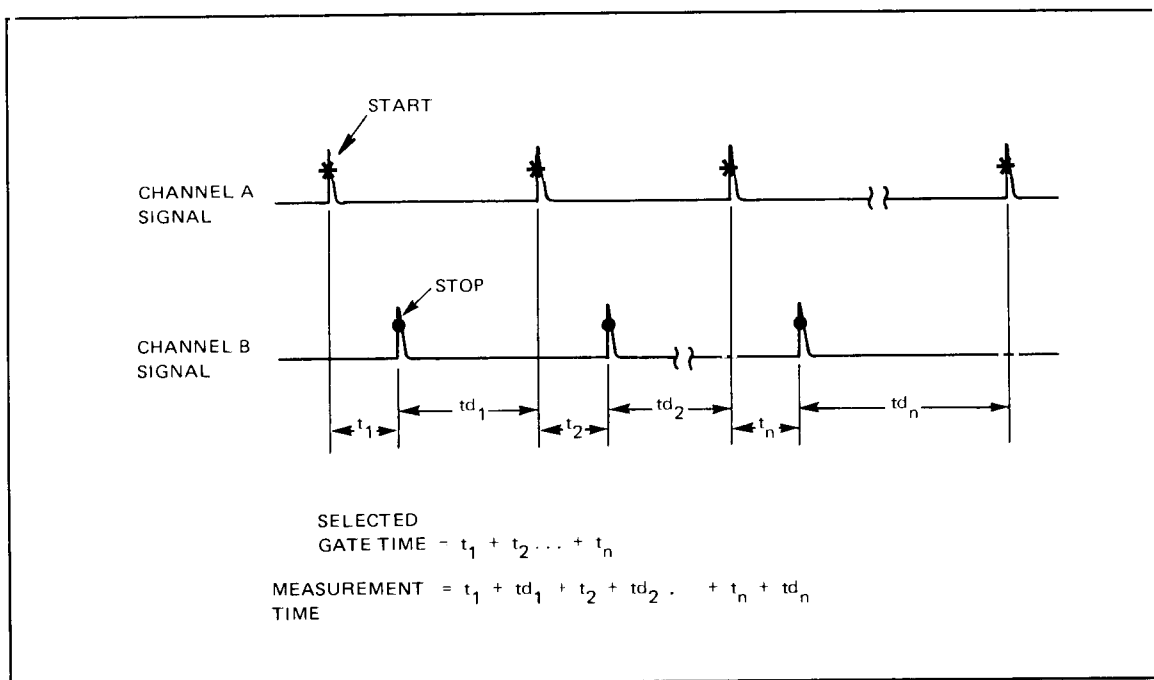 START
CHANNEL A
SIGNAL
STOP
CHANNEL B
SIGNAL
t1 td1 t2 td2 tn tdn
SELECTED
GATE TIME – t1 + t2 ... + tn
MEASUREMENT = t1 + td1 + t2 + td2 . + tn + tdn
TIME